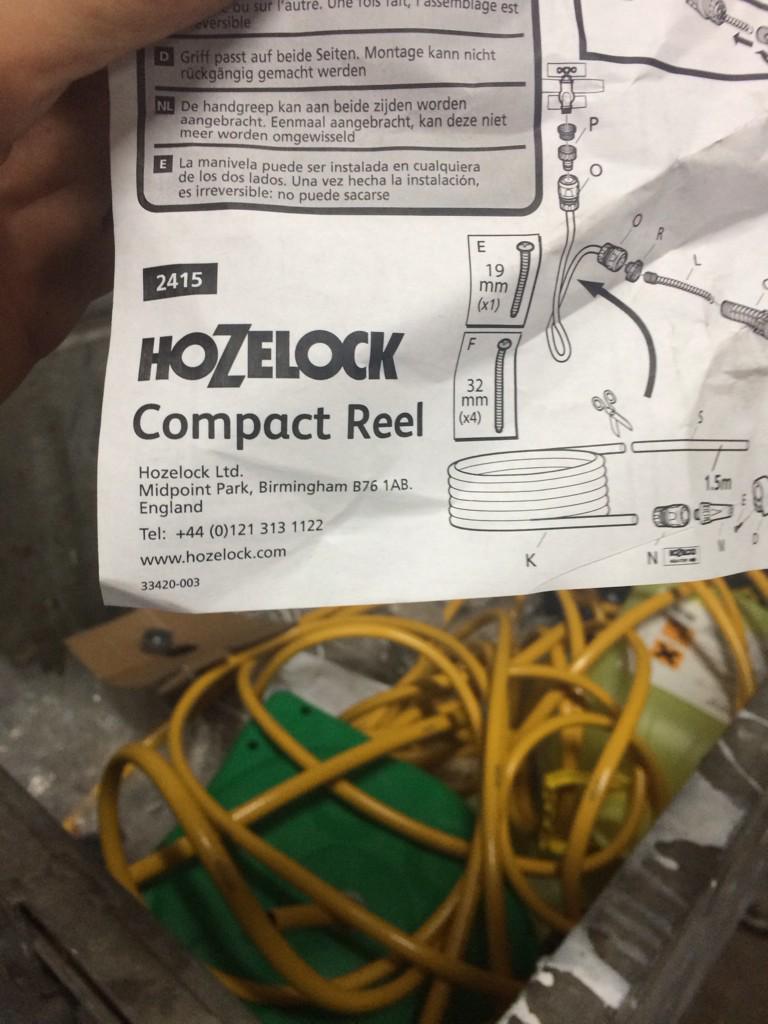 ou sur l'autre. Une fois fait, l'assemblage est
D Griff passt auf beide Seiten. Montage kann nicht
rückgängig gemacht werden
NL De handgreep kan aan beide zijden worden
aangebracht. Eenmaal aangebracht, kan deze niet
meer worden omgewisseld
E La manivela puede ser instalada en cualquiera
de los dos lados. Una vez hecha la instalación,
es irreversible: no puede sacarse
P
O
O
R
L
E
19
mm
(x1)
F
32
mm
(x4)
S
1.5m
K
N
M
E
D
2415
HOZELOCK
Compact Reel
Hozelock Ltd.
Midpoint Park, Birmingham B76 1AB.
England
Tel: +44 (0)121 313 1122
www.hozelock.com
33420-003